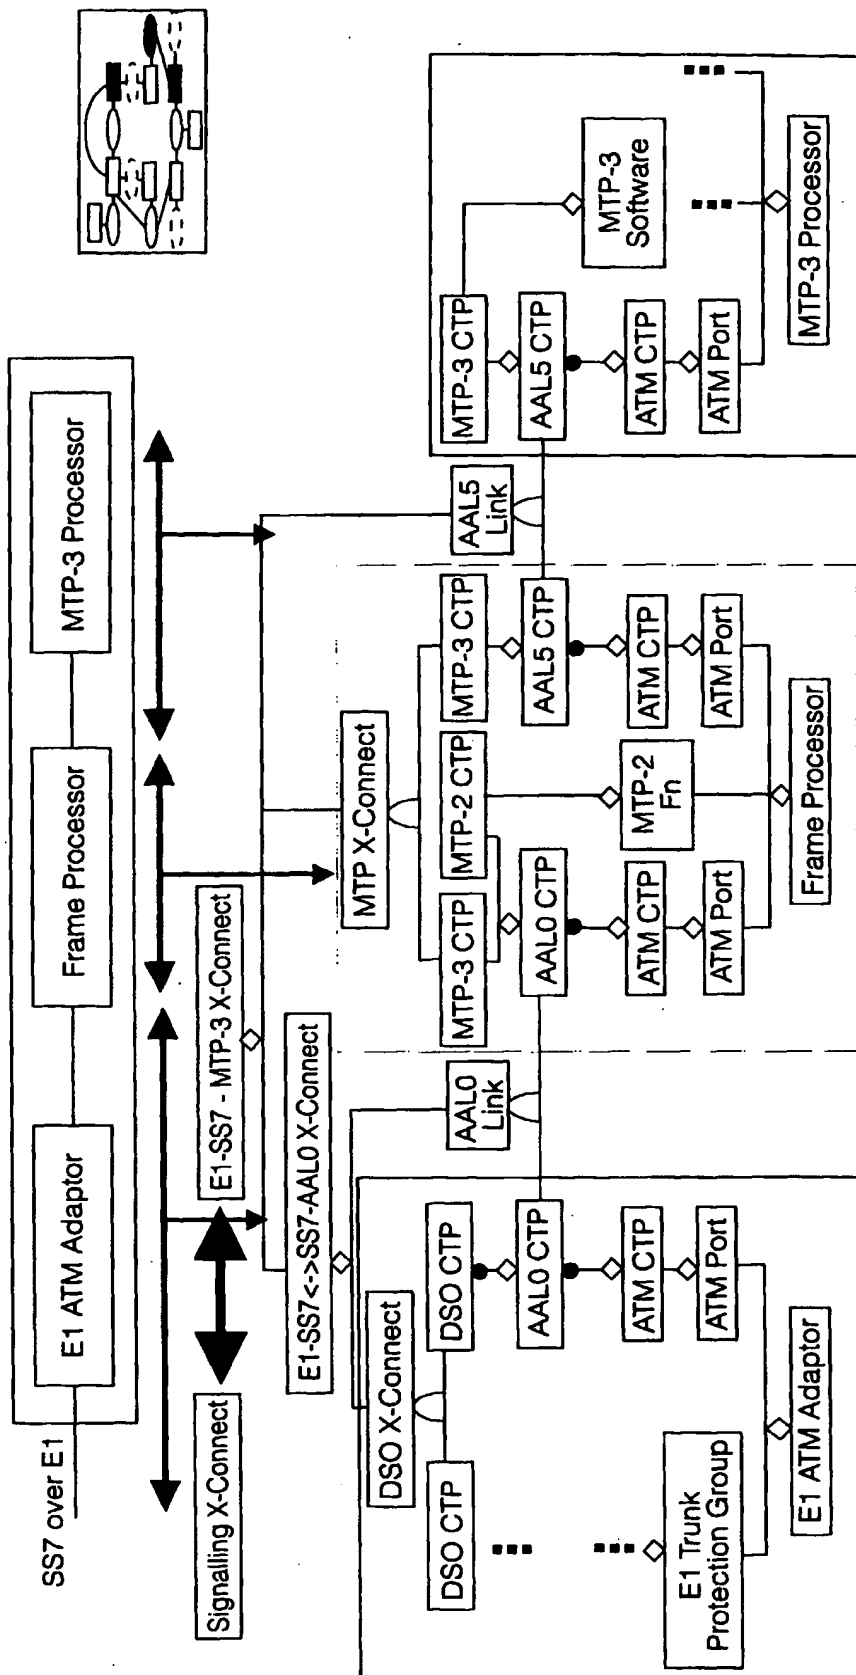 SS7 over E1
E1 ATM Adaptor
Frame Processor
MTP-3 Processor
Signalling X-Connect
E1-SS7 - MTP-3 X-Connect
E1-SS7<->SS7-AAL0 X-Connect
MTP X-Connect
DSO X-Connect
AAL0
Link
AAL5
Link
DSO CTP
DSO CTP
MTP-3 CTP
MTP-2 CTP
MTP-3 CTP
MTP-3 CTP
AAL0 CTP
AAL0 CTP
AAL5 CTP
AAL5 CTP
MTP-3
Software
ATM CTP
ATM CTP
MTP-2
Fn
ATM CTP
ATM CTP
E1 Trunk
Protection Group
ATM Port
ATM Port
ATM Port
ATM Port
E1 ATM Adaptor
Frame Processor
MTP-3 Processor